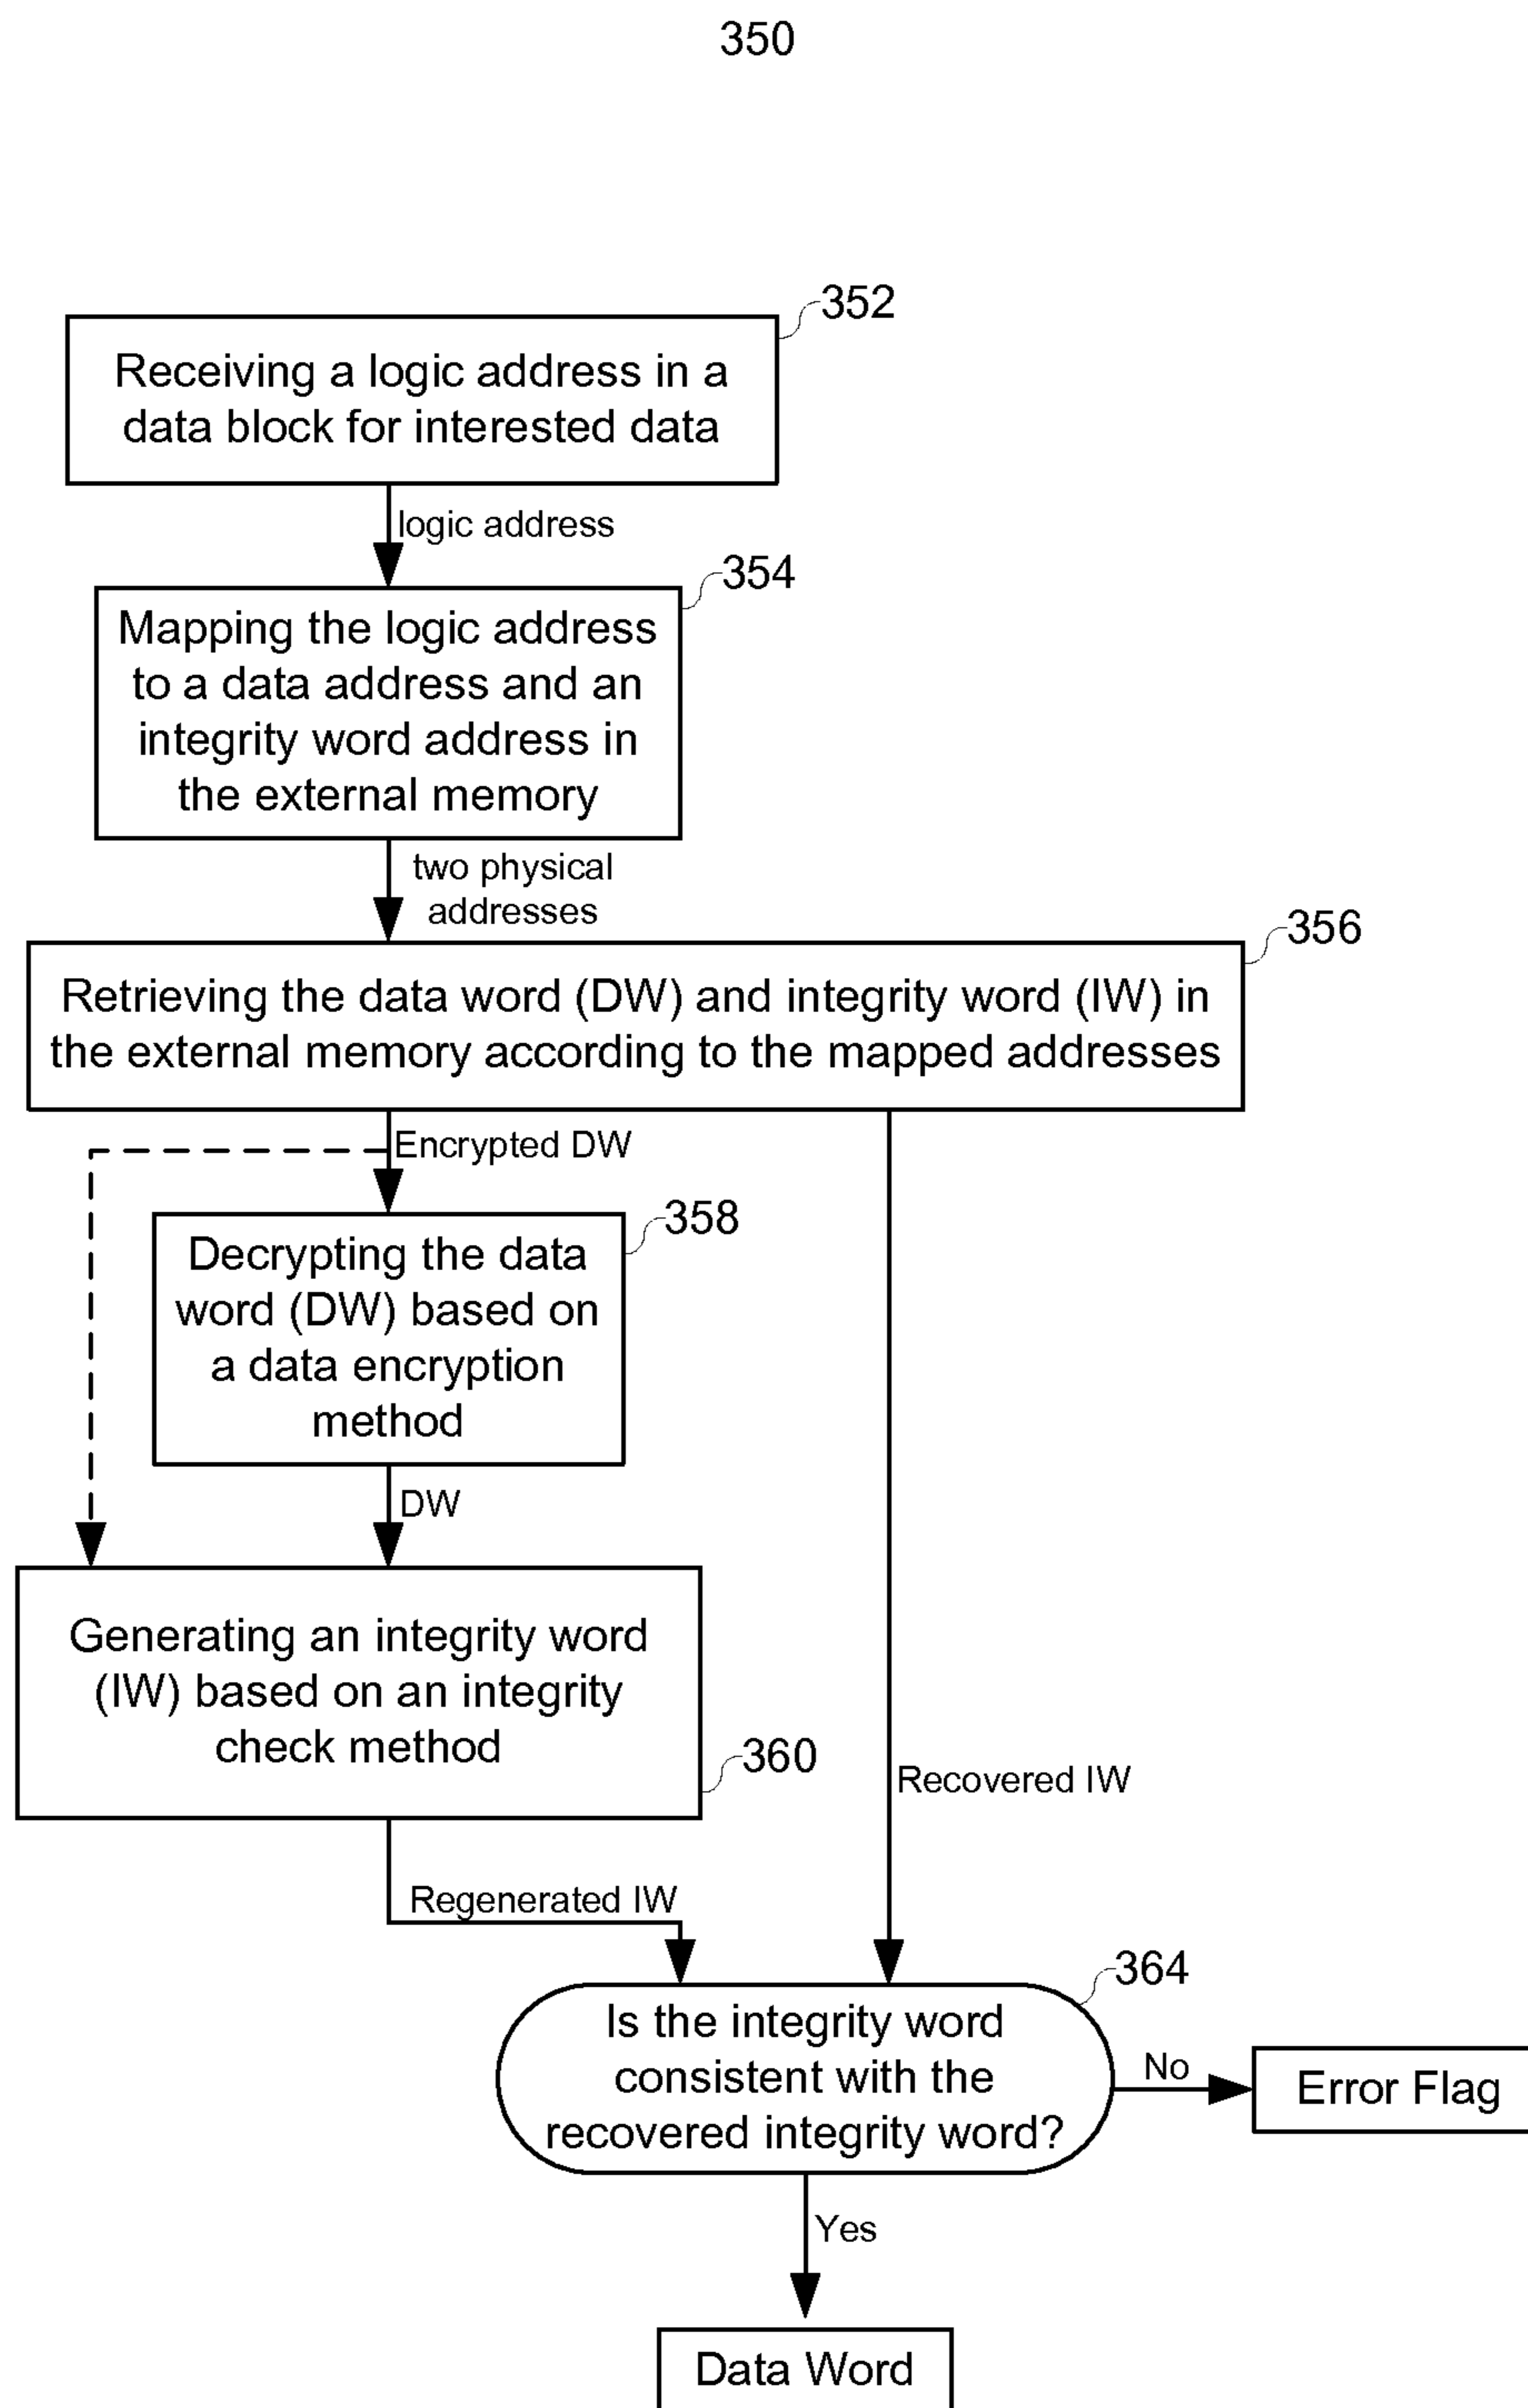 350
352
Receiving a logic address in a
data block for interested data
logic address
354
Mapping the logic address
to a data address and an
integrity word address in
the external memory
two physical
addresses
356
Retrieving the data word (DW) and integrity word (IW) in
the external memory according to the mapped addresses
Encrypted DW
358
Decrypting the data
word (DW) based on
a data encryption
method
DW
Generating an integrity word
(IW) based on an integrity
check method
360
Recovered IW
Regenerated IW
364
Is the integrity word
consistent with the
recovered integrity word?
No
Error Flag
Yes
Data Word